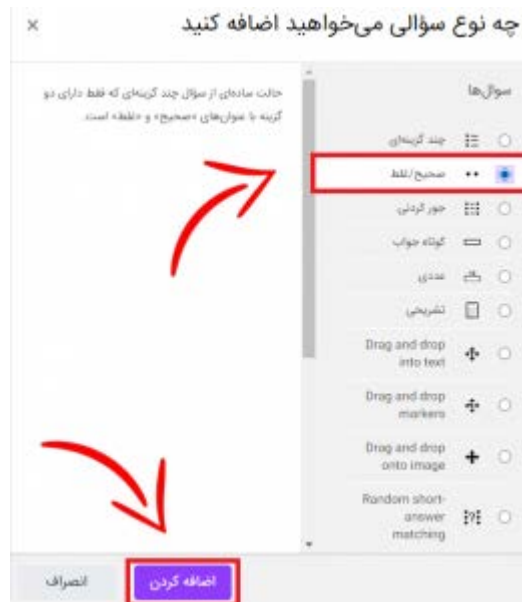 چه نوع سؤالی می‌خواهید اضافه کنید
×
سوال‌ها
چند گزینه‌ای
صحیح/غلط
جور کردنی
کوتاه جواب
عددی
تشریحی
Drag and drop
into text
Drag and drop
markers
Drag and drop
onto image
Random short-
answer
matching
حالت ساده‌ای از سؤال چند گزینه‌ای که فقط دارای دو
گزینه با عنوان‌های «صحیح» و «غلط» است.
اضافه کردن
انصراف